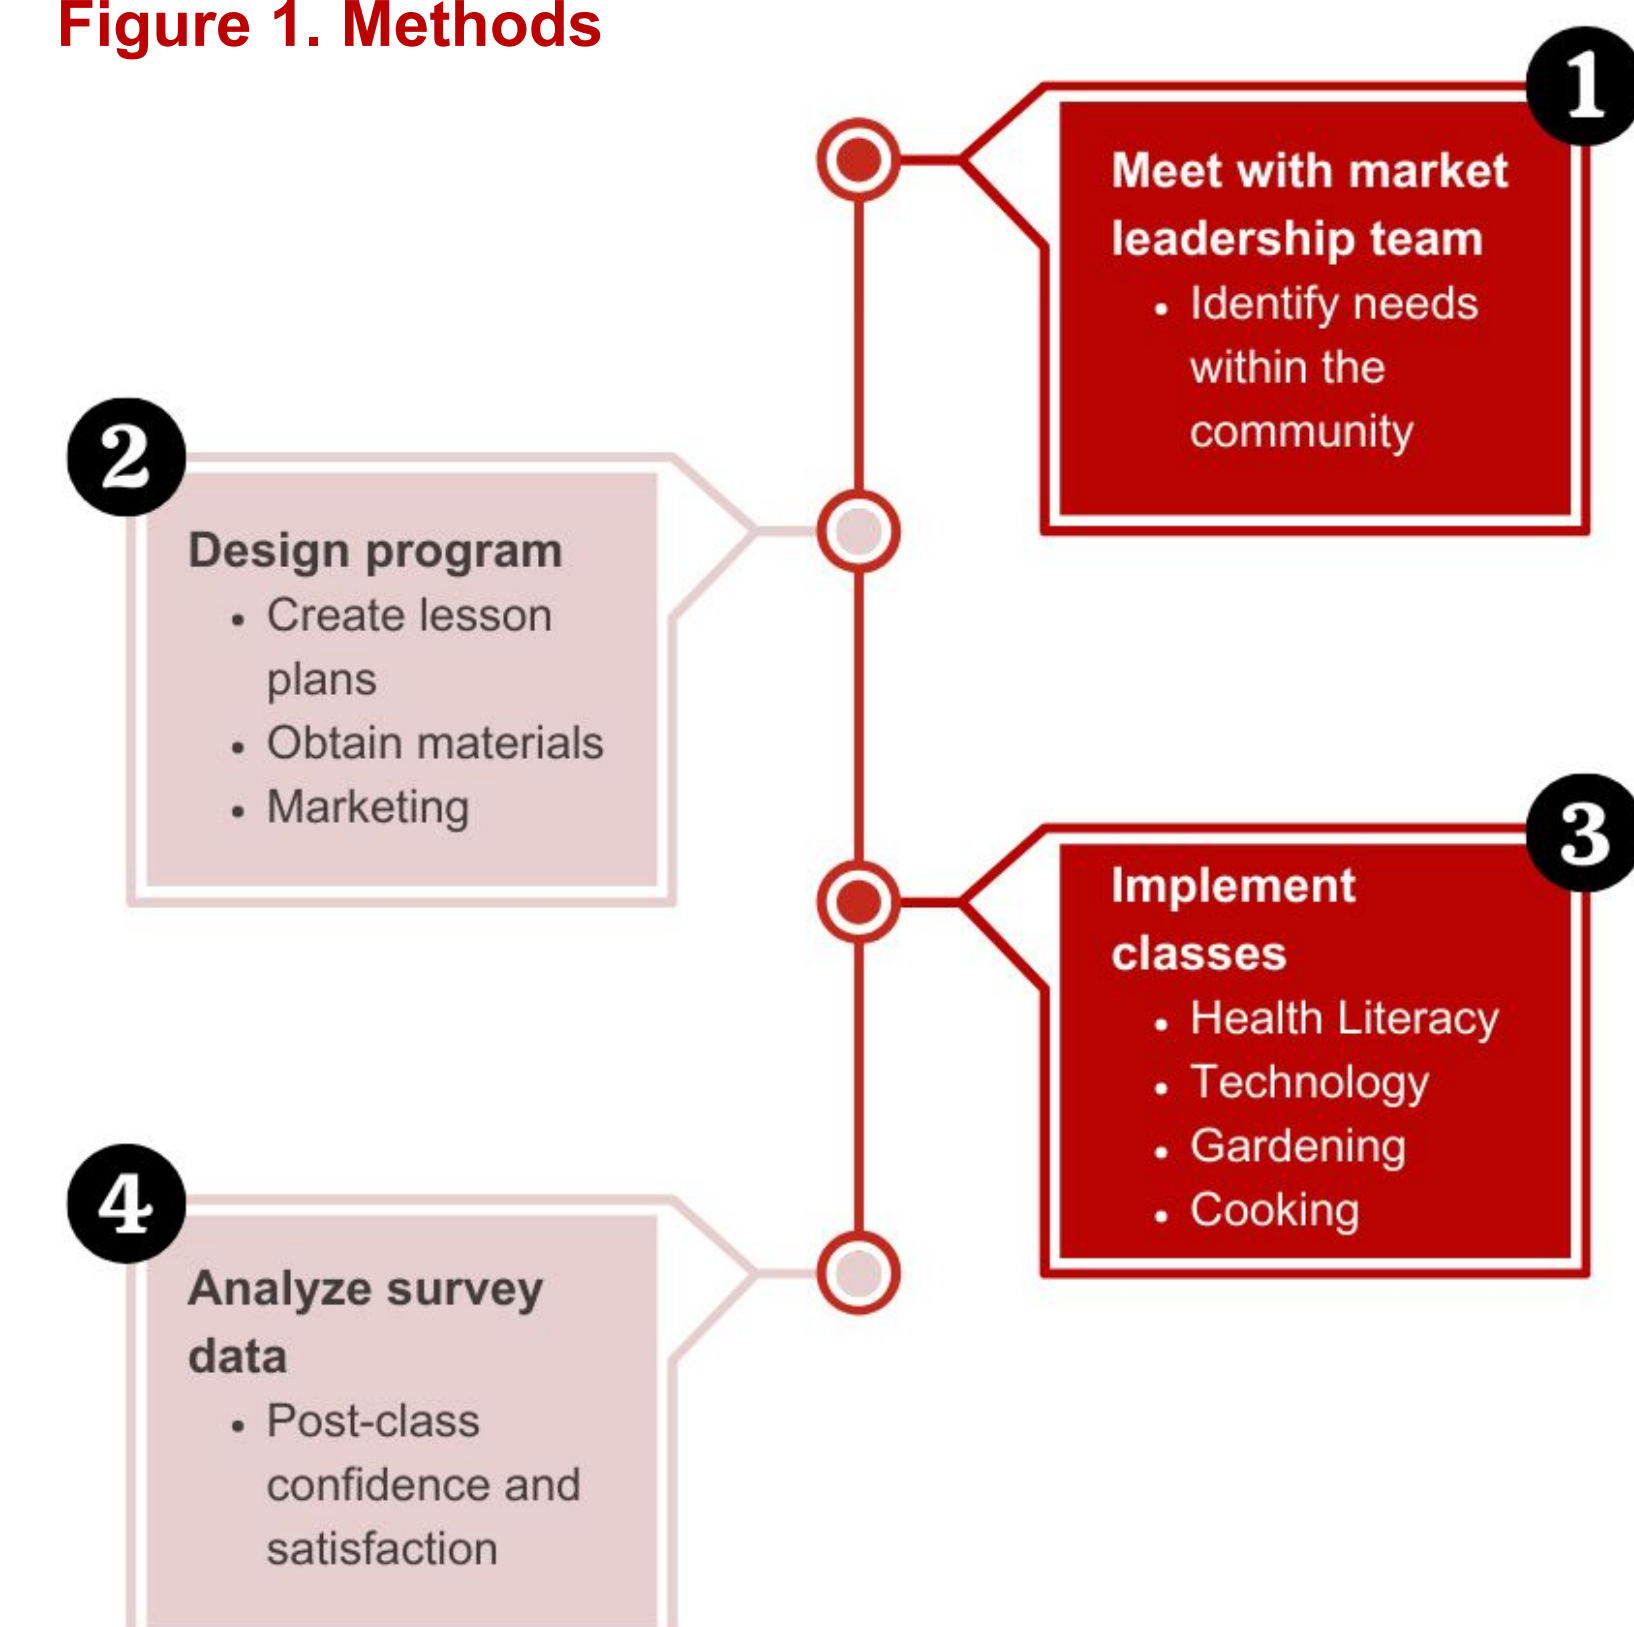 Figure 1. Methods
1
Meet with market
leadership team
• Identify needs
within the
community
2
Design program
• Create lesson
plans
• Obtain materials
• Marketing
3
Implement
classes
• Health Literacy
• Technology
• Gardening
• Cooking
4
Analyze survey
data
• Post-class
confidence and
satisfaction